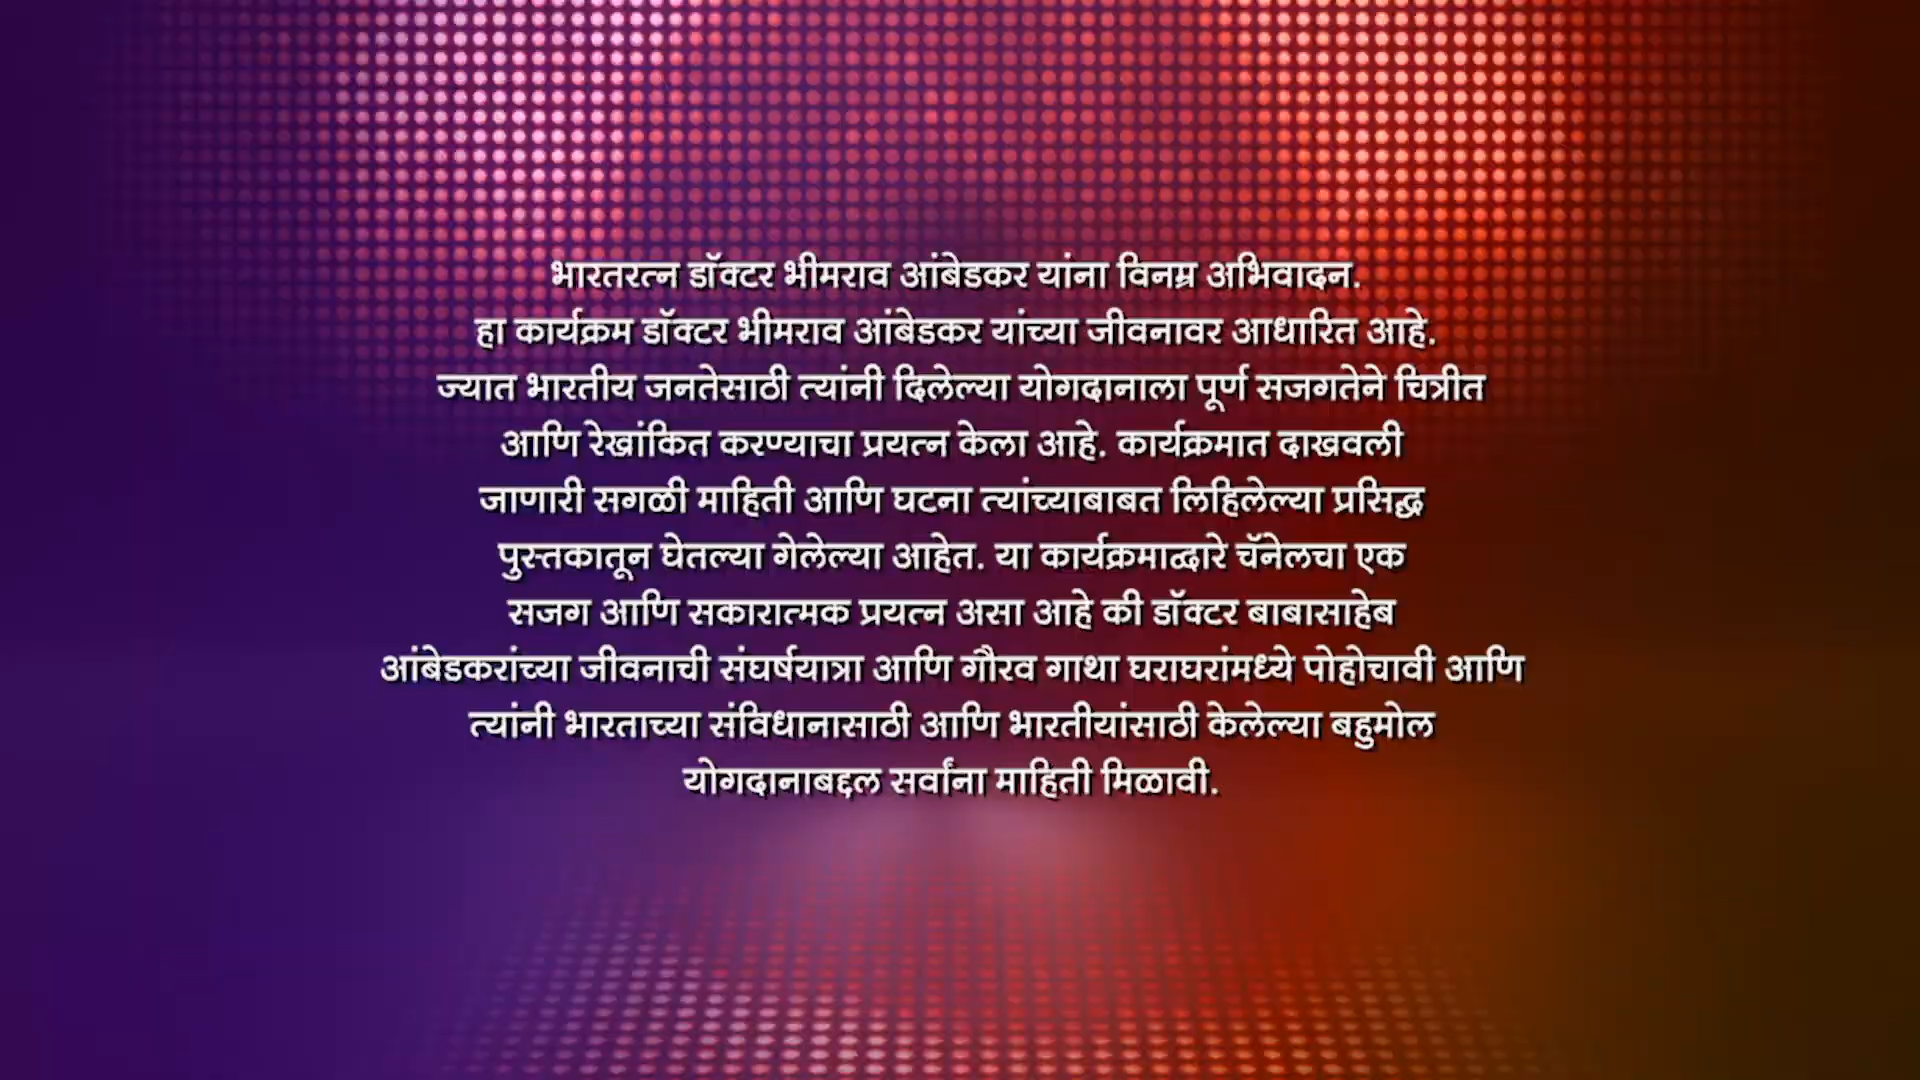 भारतरत्न डॉक्टर भीमराव आंबेडकर यांना विनम्र अभिवादन.
हा कार्यक्रम डॉक्टर भीमराव आंबेडकर यांच्या जीवनावर आधारित आहे.
ज्यात भारतीय जनतेसाठी त्यांनी दिलेल्या योगदानाला पूर्ण सजगतेने चित्रीत
आणि रेखांकित करण्याचा प्रयत्न केला आहे. कार्यक्रमात दाखवली
जाणारी सगळी माहिती आणि घटना त्यांच्याबाबत लिहिलेल्या प्रसिद्ध
पुस्तकातून घेतल्या गेलेल्या आहेत. या कार्यक्रमाद्वारे चॅनेलचा एक
सजग आणि सकारात्मक प्रयत्न असा आहे की डॉक्टर बाबासाहेब
आंबेडकरांच्या जीवनाची संघर्षयात्रा आणि गौरव गाथा घराघरांमध्ये पोहोचावी आणि
त्यांनी भारताच्या संविधानासाठी आणि भारतीयांसाठी केलेल्या बहुमोल
योगदानाबद्दल सर्वांना माहिती मिळावी.